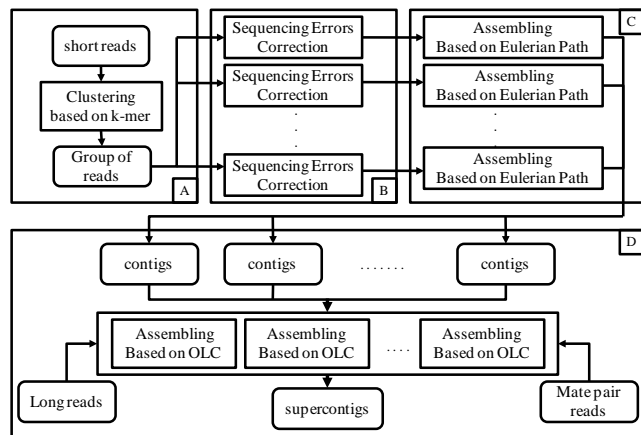 short reads
Clustering
based on k-mer
Group of
reads
A
Sequencing Errors
Correction
Sequencing Errors
Correction
.
.
.
Sequencing Errors
Correction
B
Assembling
Based on Eulerian Path
Assembling
Based on Eulerian Path
.
.
.
Assembling
Based on Eulerian Path
C
D
contigs
contigs
.......
contigs
Assembling
Based on OLC
Assembling
Based on OLC
....
Assembling
Based on OLC
Long reads
supercontigs
Mate pair
reads